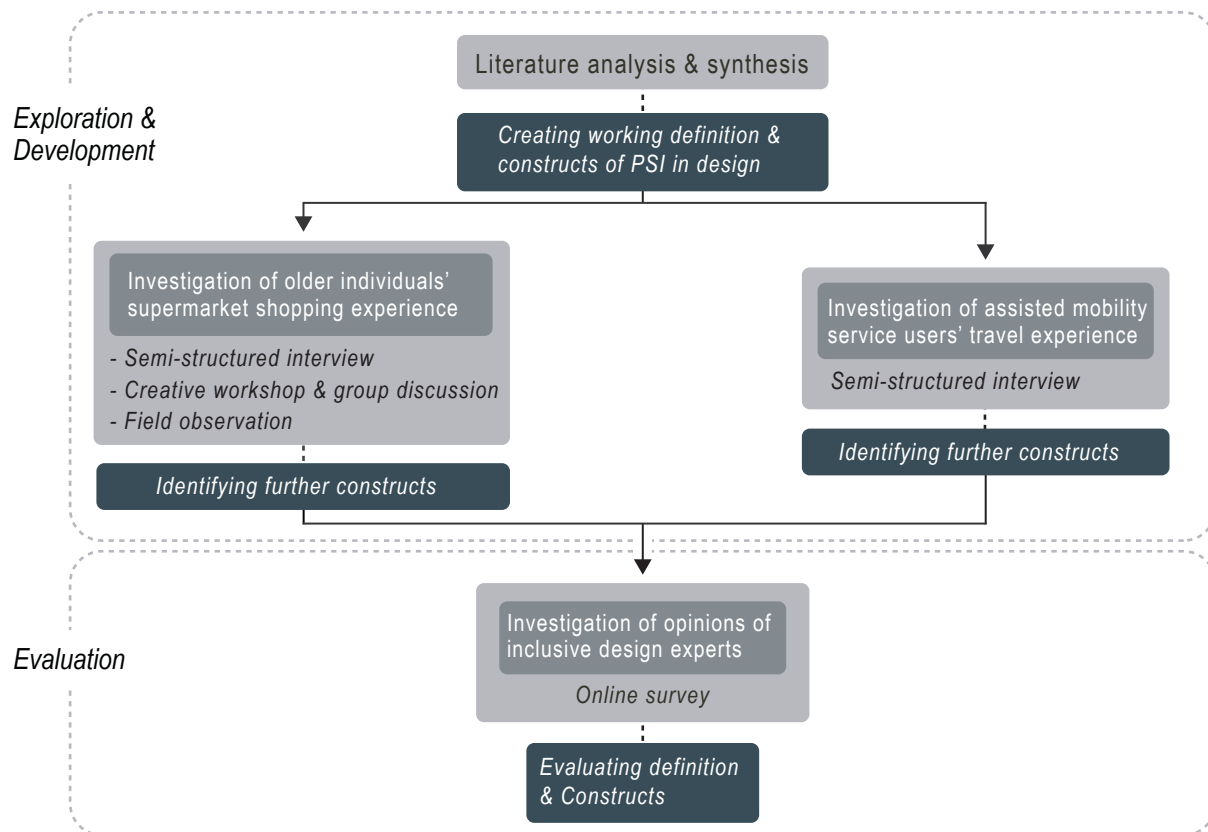 Literature analysis & synthesis
Exploration &
Development
Creating working definition &
constructs of PSI in design
Investigation of older individuals'
supermarket shopping experience
- Semi-structured interview
- Creative workshop & group discussion
- Field observation
Identifying further constructs
Investigation of assisted mobility
service users' travel experience
Semi-structured interview
Identifying further constructs
Evaluation
Investigation of opinions of
inclusive design experts
Online survey
Evaluating definition
& Constructs